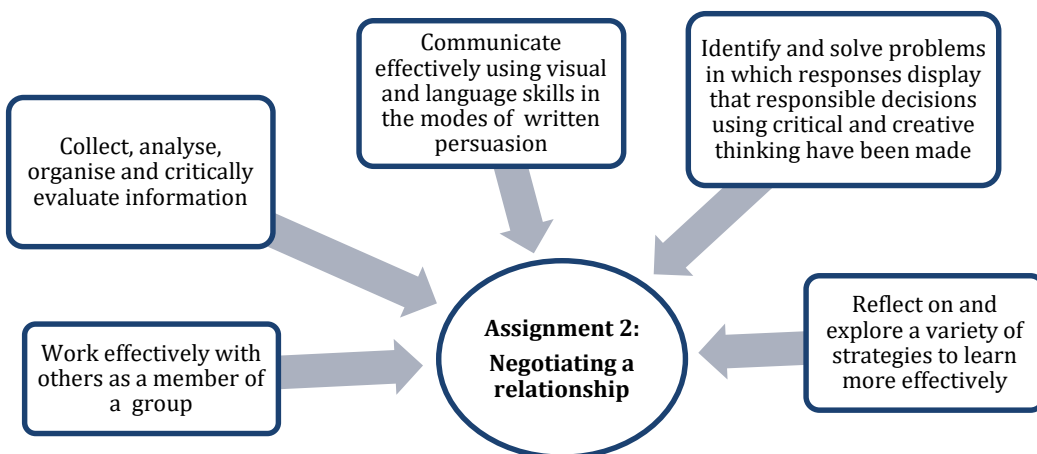 Communicate
effectively using visual
and language skills in
the modes of written
persuasion
Identify and solve problems
in which responses display
that responsible decisions
using critical and creative
thinking have been made
Collect, analyse,
organise and critically
evaluate information
Work effectively with
others as a member of
a group
Assignment 2:
Negotiating a
relationship
Reflect on and
explore a variety of
strategies to learn
more effectively